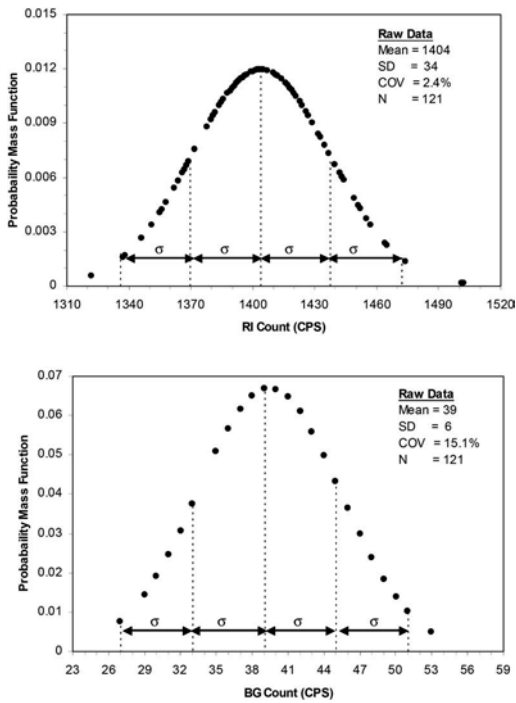 0.015
0.012
0.009
0.006
0.003
0
Probabaility Mass Function
Raw Data
Mean = 1404
SD = 34
COV = 2.4%
N = 121
σ σ σ σ
1310 1340 1370 1400 1430 1460 1490 1520
RI Count (CPS)
0.07
0.06
0.05
0.04
0.03
0.02
0.01
0.00
Probabaility Mass Function
Raw Data
Mean = 39
SD = 6
COV = 15.1%
N = 121
σ σ σ σ
23 26 29 32 35 38 41 44 47 50 53 56 59
BG Count (CPS)